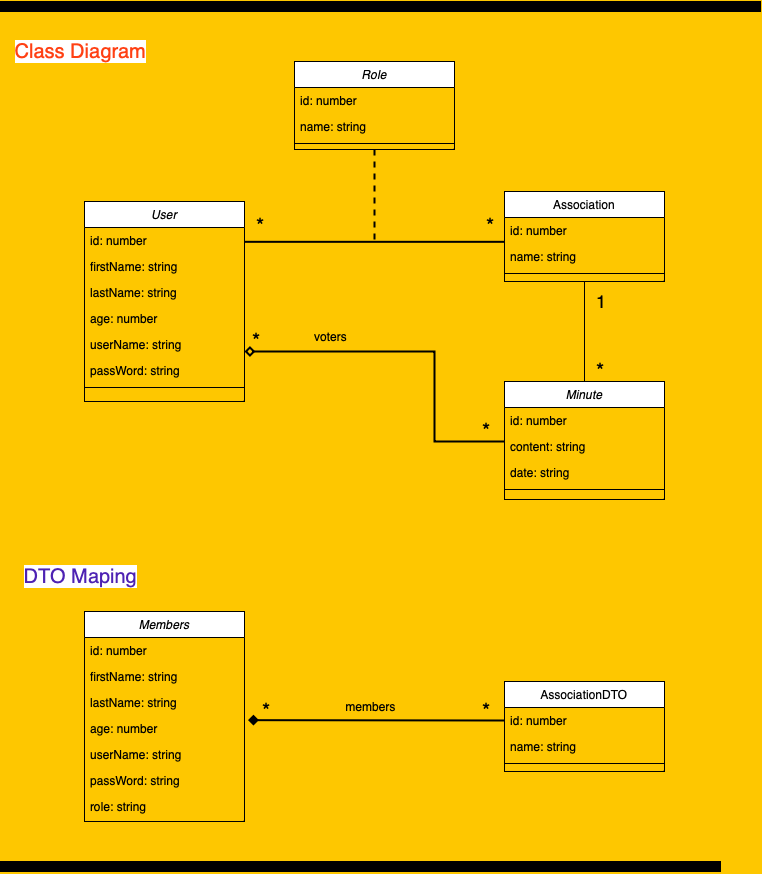 Class Diagram
Role
id: number
name: string
User
id: number
firstName: string
lastName: string
age: number
userName: string
passWord: string
*
*
Association
id: number
name: string
1
*
*
voters
*
Minute
id: number
content: string
date: string
DTO Maping
Members
id: number
firstName: string
lastName: string
age: number
userName: string
passWord: string
role: string
*
members
*
AssociationDTO
id: number
name: string